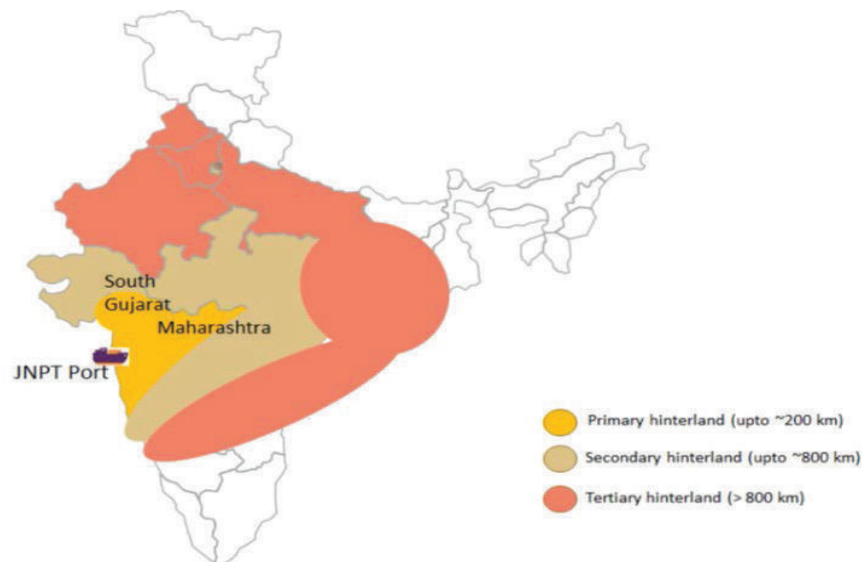 South
Gujarat
Maharashtra
JNPT Port
Primary hinterland (upto ~200 km)
Secondary hinterland (upto ~800 km)
Tertiary hinterland (> 800 km)